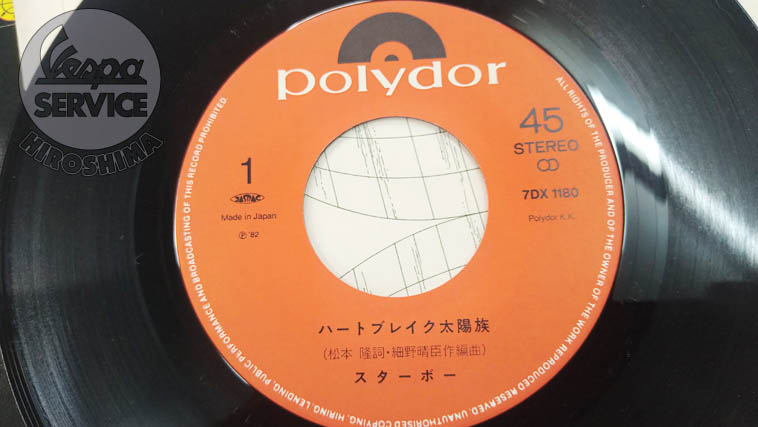 Vespa
SERVICE
HIROSHIMA
polydor
45
STEREO
7DX 1180
Polydor K.K.
1
JASRAC
Made in Japan
Ⓟ '82
ハートブレイク太陽族
(松本 隆詞・細野晴臣作編曲)
スターボー
ALL RIGHTS OF THE PRODUCER AND OF THE OWNER OF THE WORK REPRODUCED RESERVED. UNAUTHORISED COPYING, HIRING, LENDING, PUBLIC PERFORMANCE AND BROADCASTING OF THIS RECORD PROHIBITED.